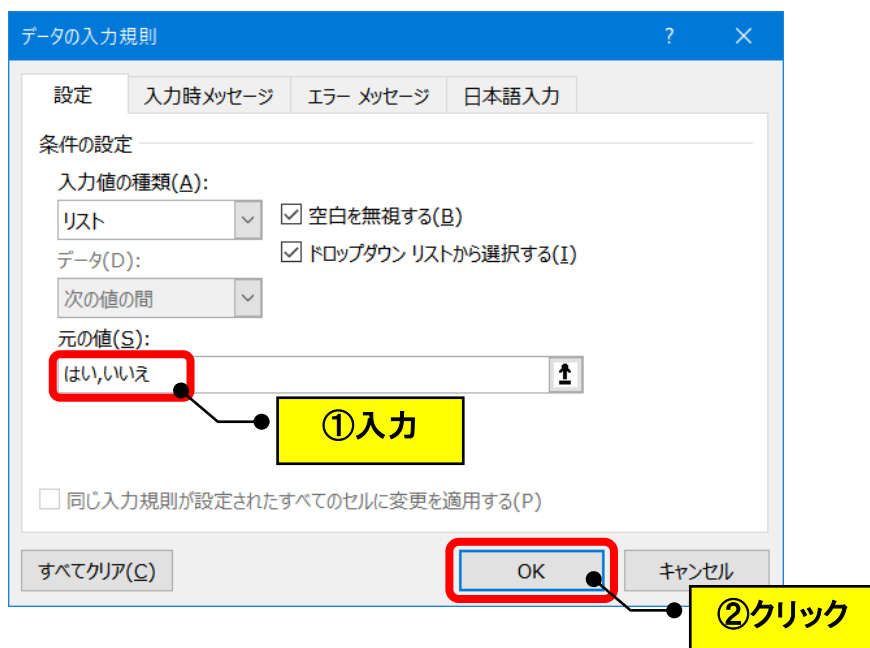 データの入力規則 ? ×
設定 入力時メッセージ エラー メッセージ 日本語入力
条件の設定
入力値の種類(A):
リスト 空白を無視する(B)
データ(D): ドロップダウン リストから選択する(I)
次の値の間
元の値(S):
はい,いいえ
①入力
同じ入力規則が設定されたすべてのセルに変更を適用する(P)
すべてクリア(C) OK キャンセル
②クリック